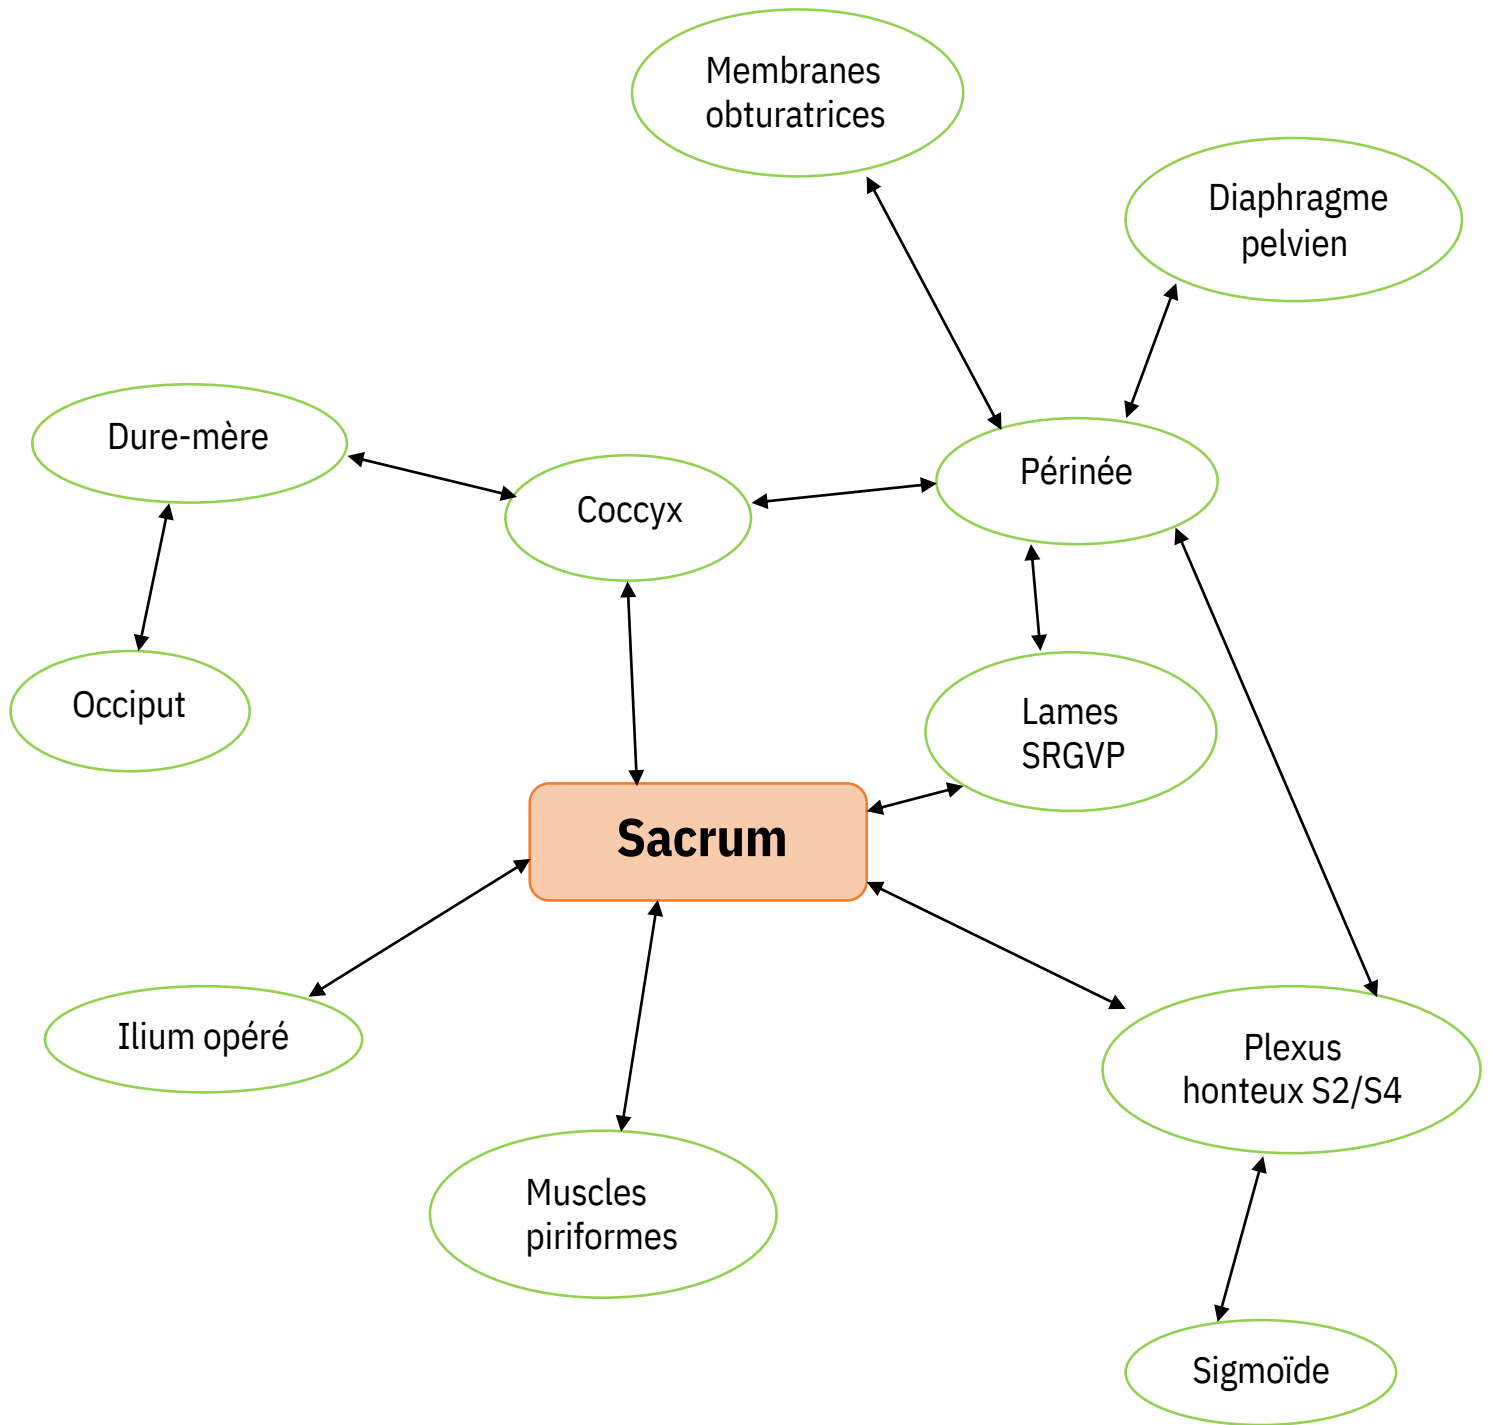 Membranes
obturatrices
Diaphragme
pelvien
Dure-mère
Coccyx
Périnée
Occiput
Lames
SRGVP
Sacrum
Ilium opéré
Plexus
honteux S2/S4
Muscles
piriformes
Sigmoïde